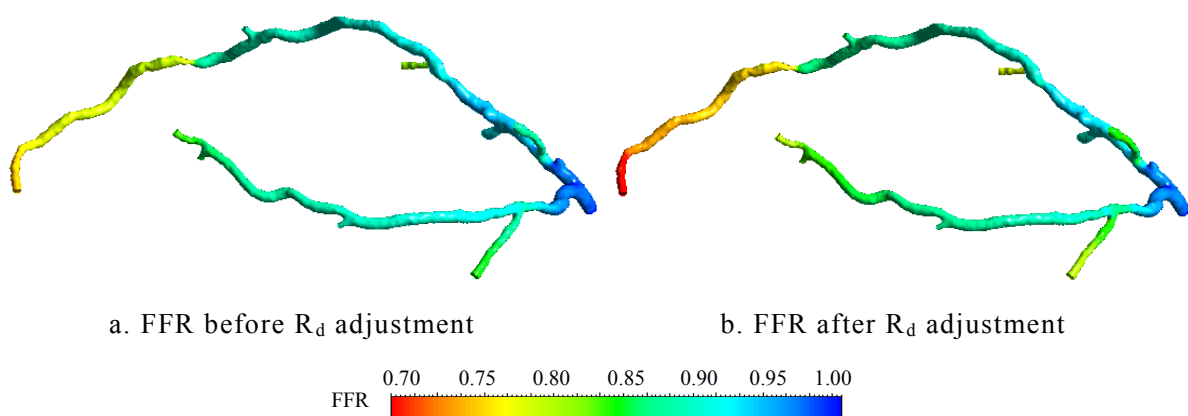 a. FFR before Rd adjustment
b. FFR after Rd adjustment
0.70 0.75 0.80 0.85 0.90 0.95 1.00
FFR